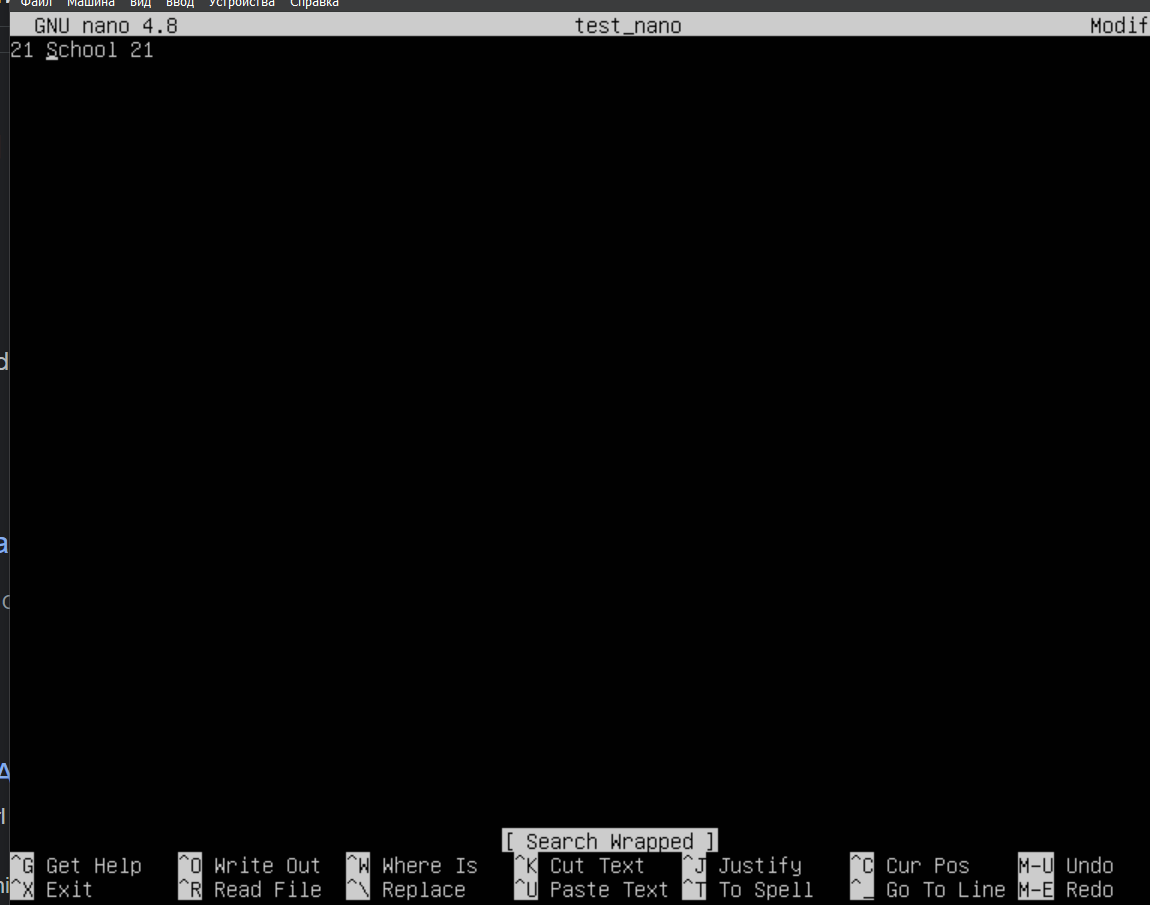 Файл Машина Вид Ввод Устройства Справка
GNU nano 4.8 test_nano Modif
21 School 21
[ Search Wrapped ]
^G Get Help ^O Write Out ^W Where Is ^K Cut Text ^J Justify ^C Cur Pos M-U Undo
^X Exit ^R Read File ^\ Replace ^U Paste Text ^T To Spell ^_ Go To Line M-E Redo